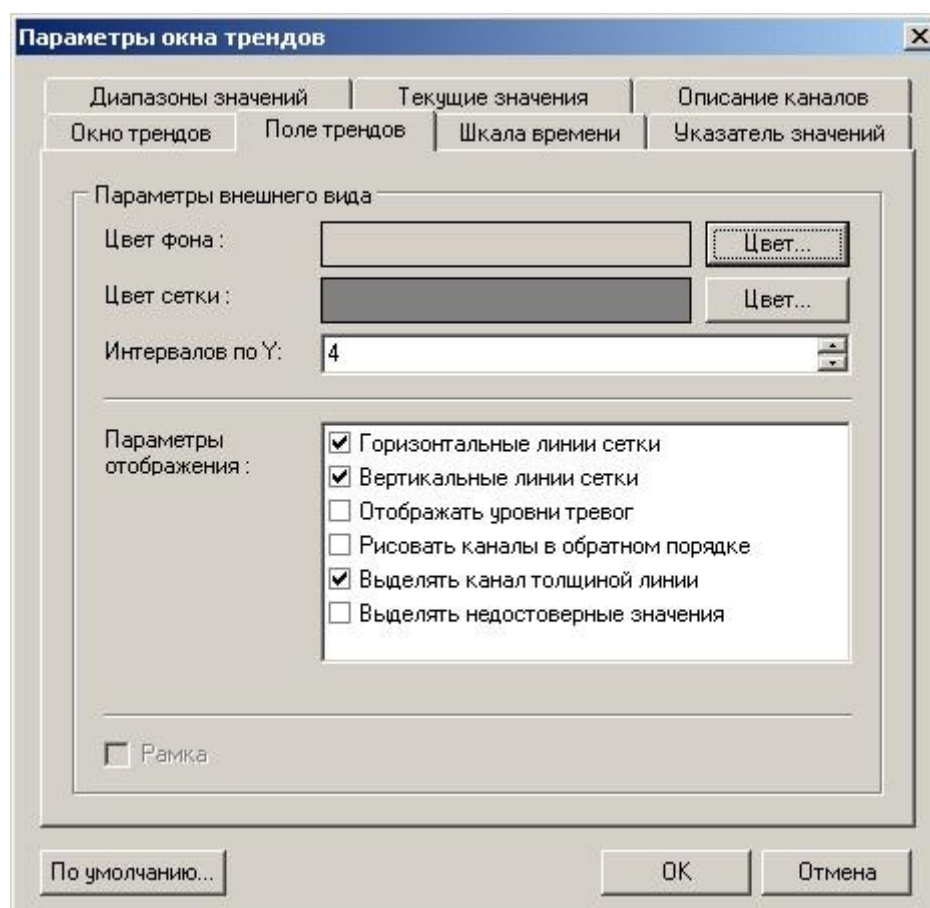 Параметры окна трендов
Диапазоны значений Текущие значения Описание каналов
Окно трендов Поле трендов Шкала времени Указатель значений
Параметры внешнего вида
Цвет фона : Цвет...
Цвет сетки : Цвет...
Интервалов по Y: 4
Параметры
отображения :
Горизонтальные линии сетки
Вертикальные линии сетки
Отображать уровни тревог
Рисовать каналы в обратном порядке
Выделять канал толщиной линии
Выделять недостоверные значения
Рамка
По умолчанию... OK Отмена